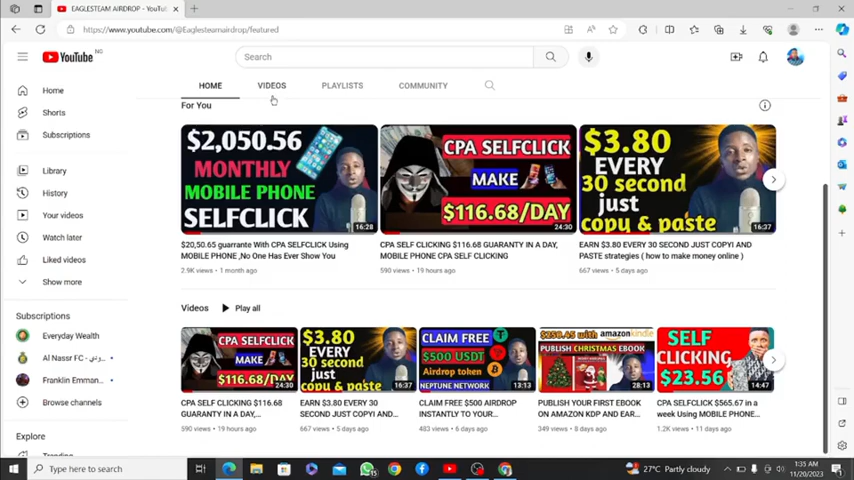 EAGLESTEAM AIRDROP - YouTu
https://www.youtube.com/@Eaglesteamairdrop/featured
YouTube NG
Search
HOME VIDEOS PLAYLISTS COMMUNITY
Home
Shorts
Subscriptions
Library
History
Your videos
Watch later
Liked videos
Show more
Subscriptions
Everyday Wealth
Al Nassr FC - نادي
Franklin Emman...
Browse channels
Explore
For You
$2,050.56
MONTHLY
MOBILE PHONE
SELFCLICK
16:28
$20,50.65 guarrante With CPA SELFCLICK Using
MOBILE PHONE ,No One Has Ever Show You
2.9K views • 1 month ago
CPA SELFCLICK
MAKE
$116.68/DAY
24:30
CPA SELF CLICKING $116.68 GUARANTY IN A DAY,
MOBILE PHONE CPA SELF CLICKING
590 views • 19 hours ago
$3.80
EVERY
30 second
just
copy & paste
16:37
EARN $3.80 EVERY 30 SECOND JUST COPYI AND
PASTE strategies ( how to make money online )
667 views • 5 days ago
Videos Play all
CPA SELFCLICK
MAKE
$116.68/DAY
24:30
CPA SELF CLICKING $116.68
GUARANTY IN A DAY,...
590 views • 19 hours ago
$3.80
EVERY
30 second
just
copy & paste
16:37
EARN $3.80 EVERY 30
SECOND JUST COPYI AND...
667 views • 5 days ago
CLAIM FREE
$500 USDT
Airdrop token
NEPTUNE NETWORK
13:13
CLAIM FREE $500 AIRDROP
INSTANTLY TO YOUR...
483 views • 6 days ago
$250.45 with amazonkindle
PUBLISH CHRISTMAS EBOOK
28:13
PUBLISH YOUR FIRST EBOOK
ON AMAZON KDP AND EAR...
349 views • 8 days ago
SELF
CLICKING
$23.56
14:47
CPA SELFCLICK $565.67 in a
week Using MOBILE PHONE...
1.2K views • 11 days ago
Type here to search
27°C Partly cloudy
1:35 AM
11/20/2023